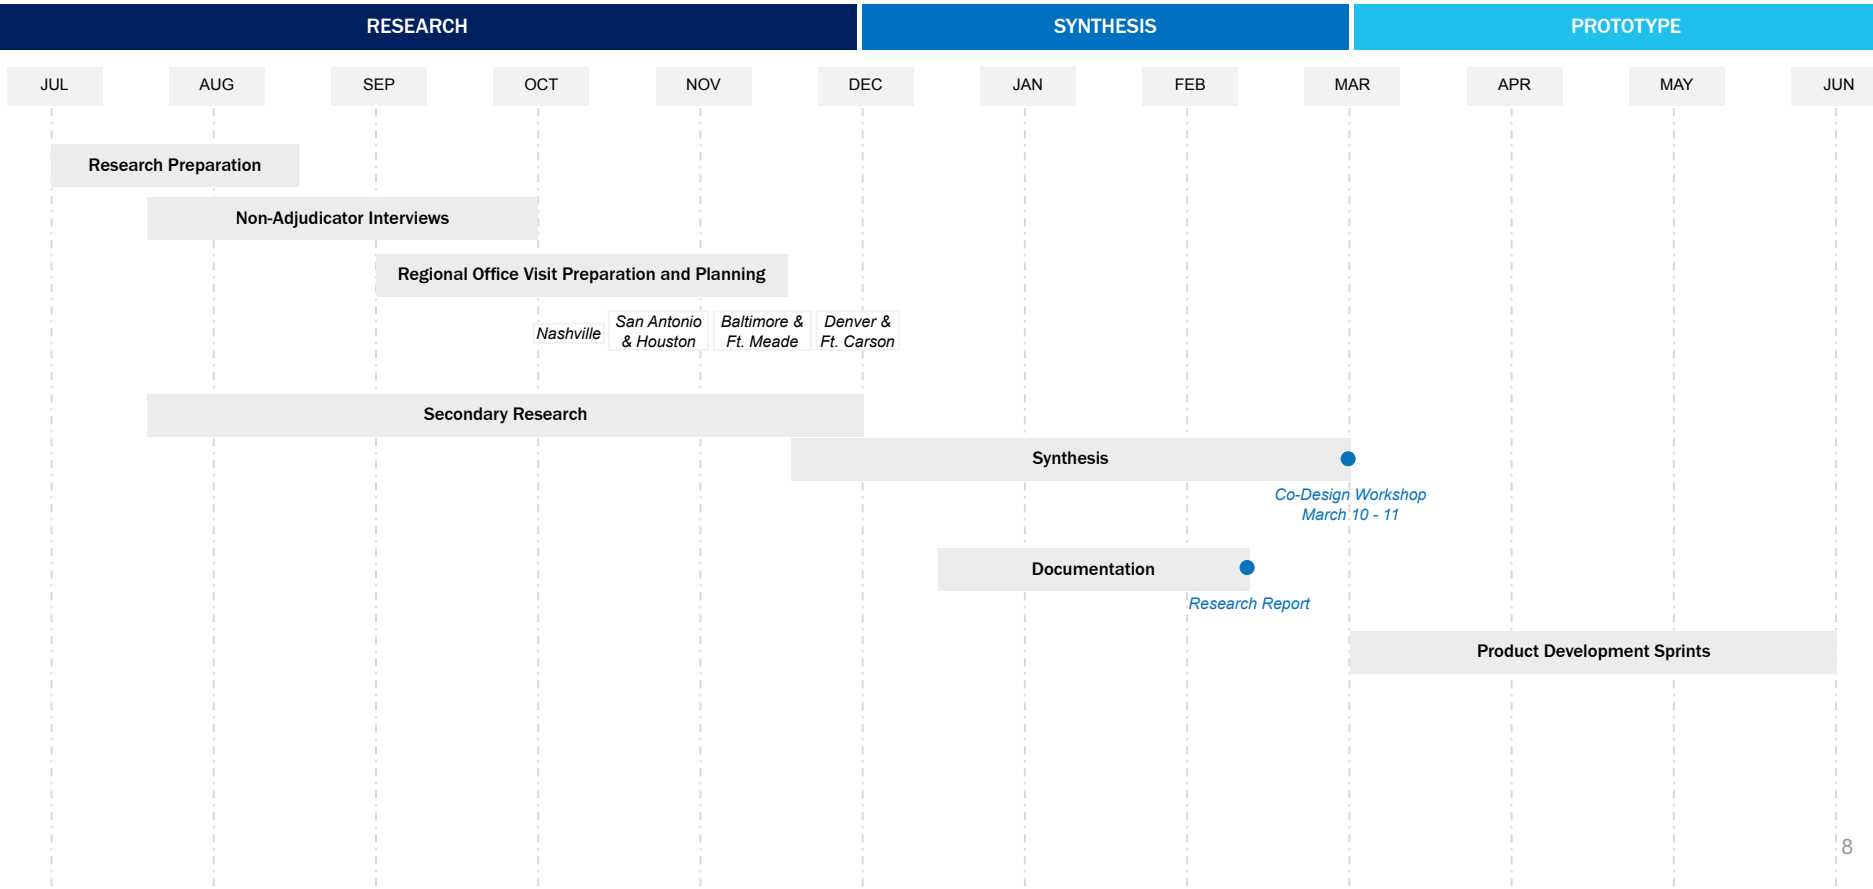 RESEARCH SYNTHESIS PROTOTYPE
JUL AUG SEP OCT NOV DEC JAN FEB MAR APR MAY JUN
Research Preparation
Non-Adjudicator Interviews
Regional Office Visit Preparation and Planning
Nashville
San Antonio
& Houston
Baltimore &
Ft. Meade
Denver &
Ft. Carson
Secondary Research
Synthesis
Co-Design Workshop
March 10 - 11
Documentation
Research Report
Product Development Sprints
8